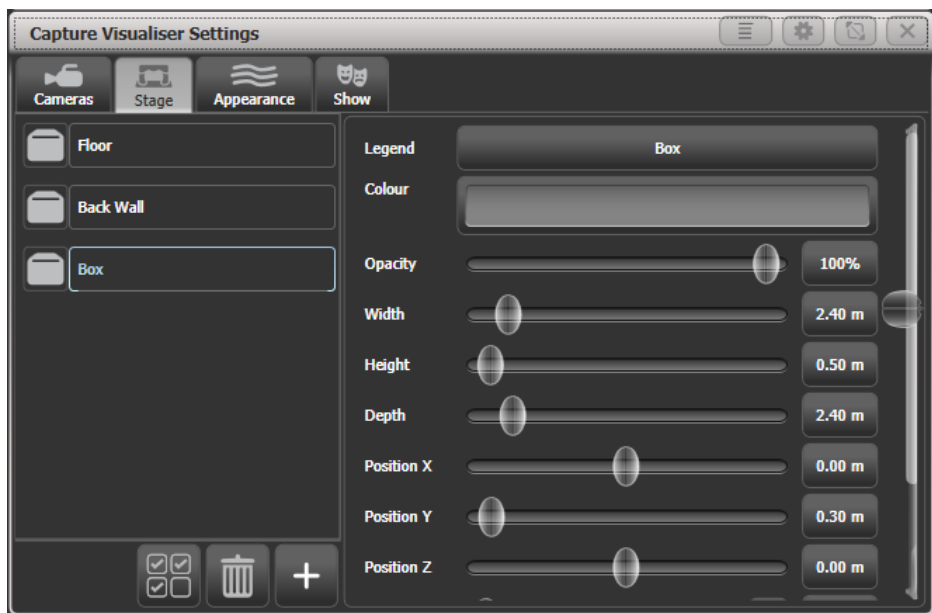 Capture Visualiser Settings
Cameras
Stage
Appearance
Show
Floor
Back Wall
Box
Legend
Box
Colour
Opacity
100%
Width
2.40 m
Height
0.50 m
Depth
2.40 m
Position X
0.00 m
Position Y
0.30 m
Position Z
0.00 m